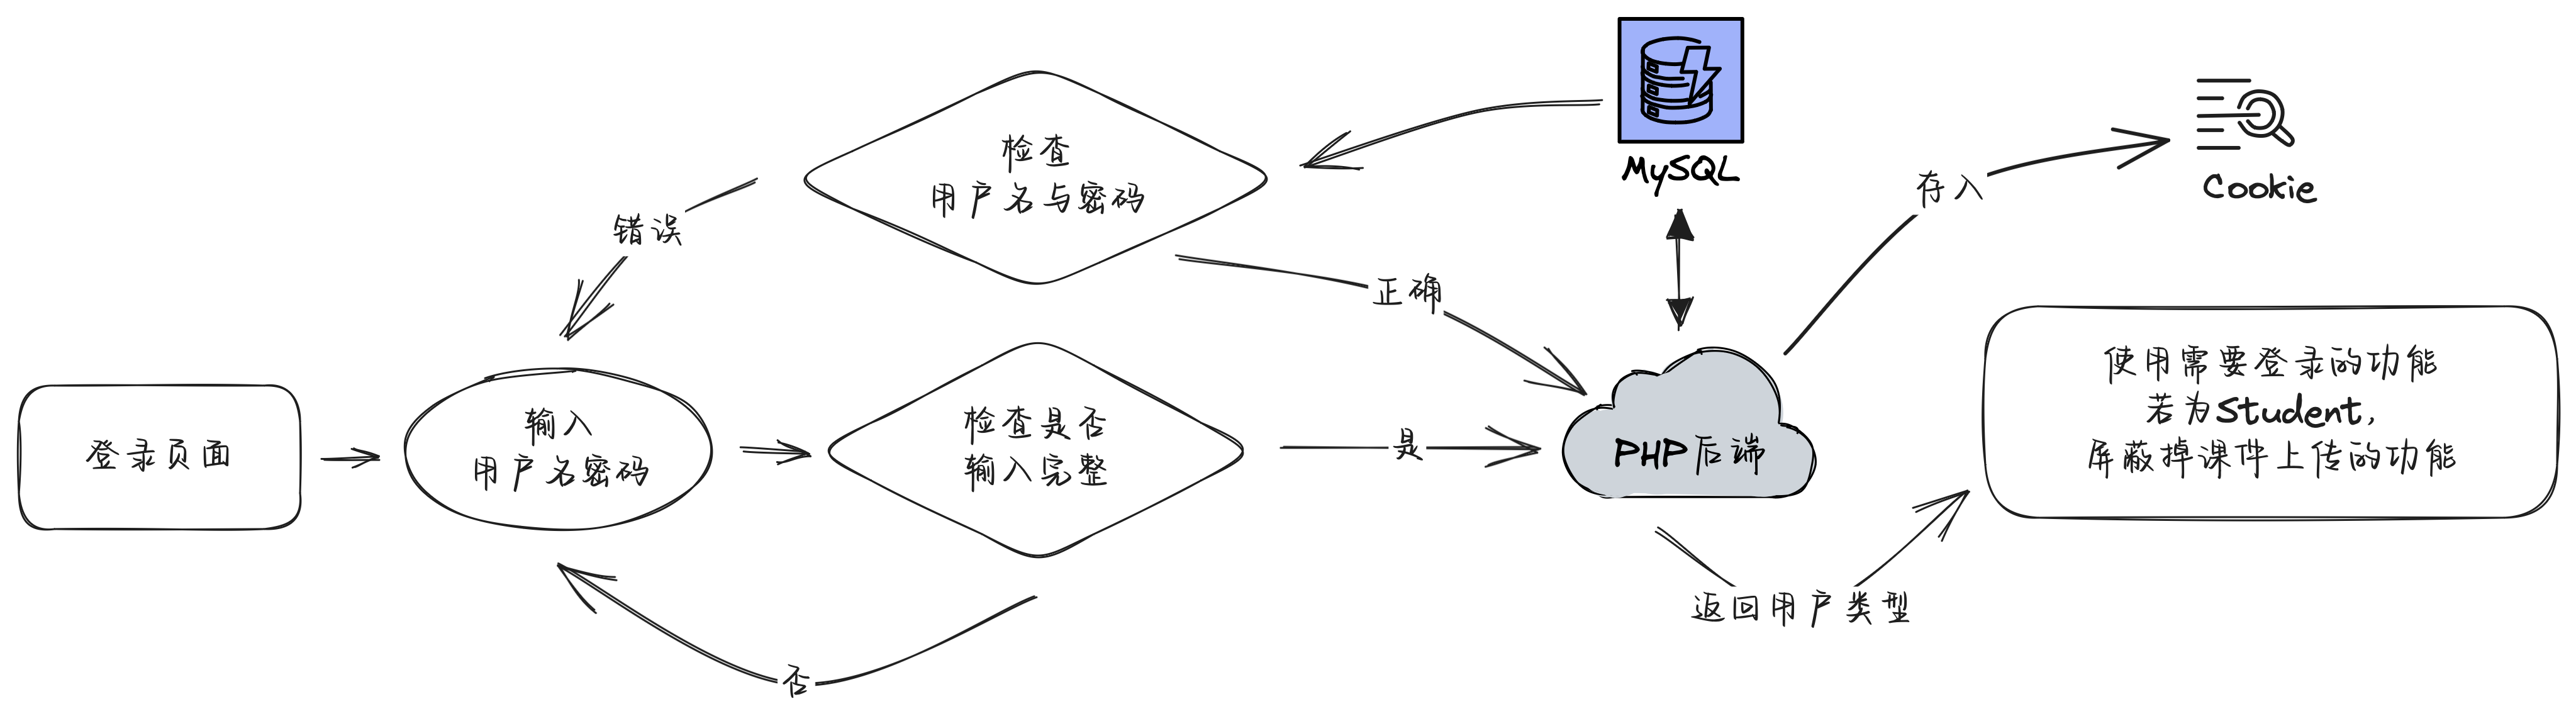 登录页面
输入
用户名密码
检查是否
输入完整
否
是
检查
用户名与密码
错误
正确
MySQL
PHP后端
存入
Cookie
返回用户类型
使用需要登录的功能
若为Student,
屏蔽掉课件上传的功能